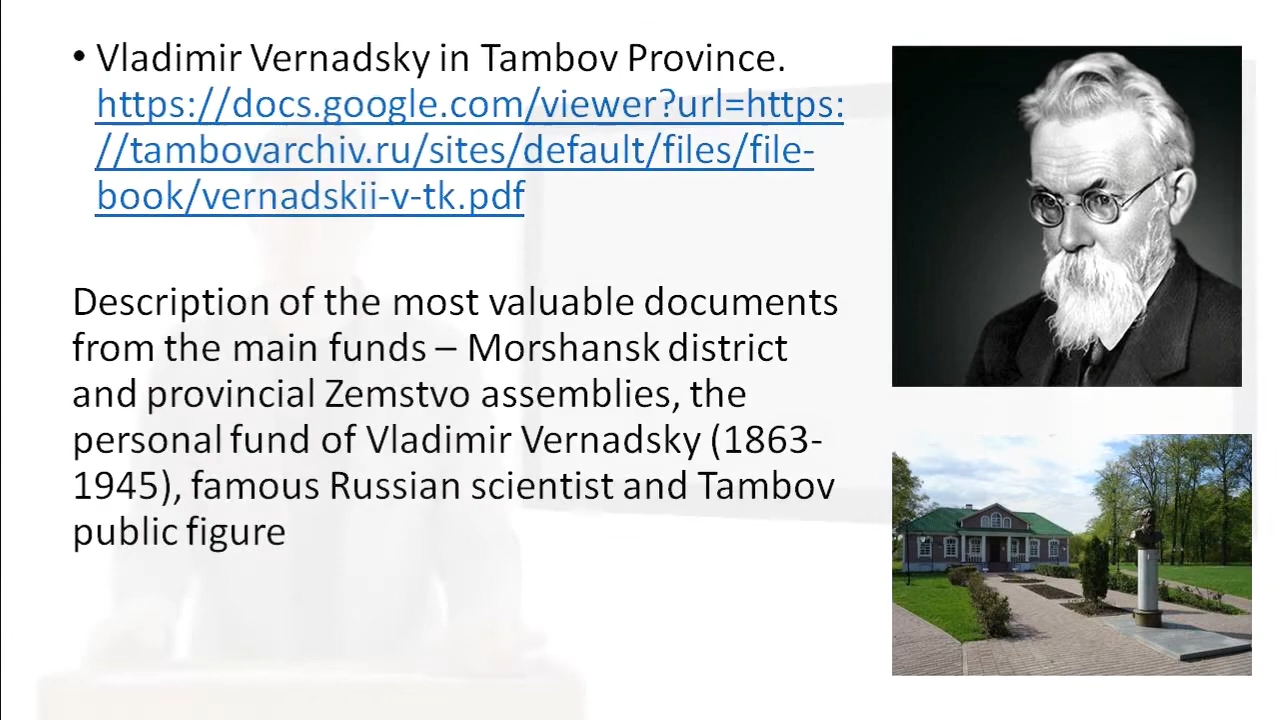 • Vladimir Vernadsky in Tambov Province.
https://docs.google.com/viewer?url=https:
//tambovarchiv.ru/sites/default/files/file-
book/vernadskii-v-tk.pdf
Description of the most valuable documents
from the main funds – Morshansk district
and provincial Zemstvo assemblies, the
personal fund of Vladimir Vernadsky (1863-
1945), famous Russian scientist and Tambov
public figure